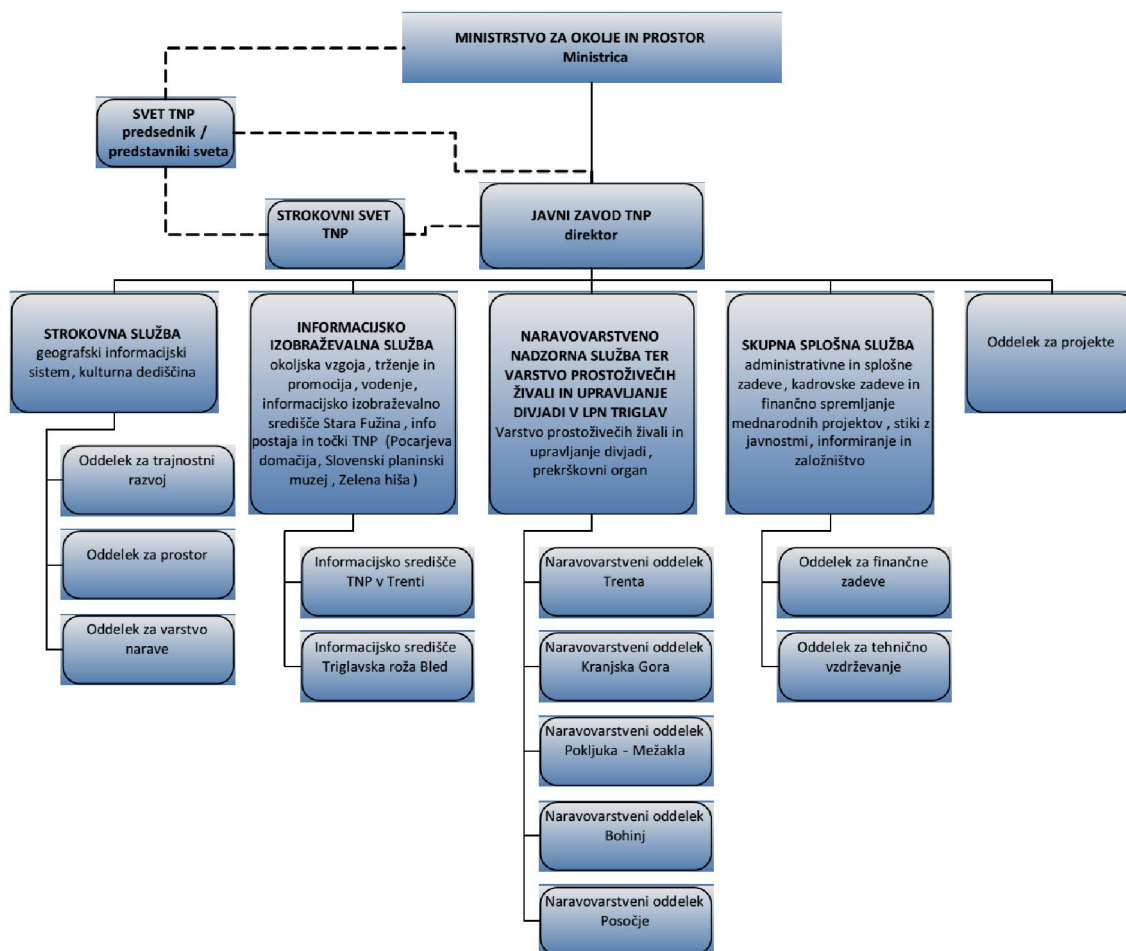 MINISTRSTVO ZA OKOLJE IN PROSTOR
Ministrica
SVET TNP
predsednik /
predstavniki sveta
STROKOVNI SVET
TNP
JAVNI ZAVOD TNP
direktor
STROKOVNA SLUŽBA
geografski informacijski
sistem , kulturna dediščina
INFORMACIJSKO
IZOBRAŽEVALNA SLUŽBA
okoljska vzgoja , trženje in
promocija , vodenje ,
informacijsko izobraževalno
središče Stara Fužina , info
postaja in točki TNP (Pocarjeva
domačija , Slovenski planinski
muzej , Zelena hiša )
NARAVOVARSTVENO
NADZORNA SLUŽBA TER
VARSTVO PROSTOŽIVEČIH
ŽIVALI IN UPRAVLJANJE
DIVJADI V LPN TRIGLAV
Varstvo prostoživečih živali in
upravljanje divjadi ,
prekrškovni organ
SKUPNA SPLOŠNA SLUŽBA
administrativne in splošne
zadeve , kadrovske zadeve in
finančno spremljanje
mednarodnih projektov , stiki z
javnostmi , informiranje in
založništvo
Oddelek za projekte
Oddelek za trajnostni
razvoj
Oddelek za prostor
Oddelek za varstvo
narave
Informacijsko središče
TNP v Trenti
Informacijsko središče
Triglavska roža Bled
Naravovarstveni oddelek
Trenta
Naravovarstveni oddelek
Kranjska Gora
Naravovarstveni oddelek
Pokljuka - Mežakla
Naravovarstveni oddelek
Bohinj
Naravovarstveni oddelek
Posočje
Oddelek za finančne
zadeve
Oddelek za tehnično
vzdrževanje